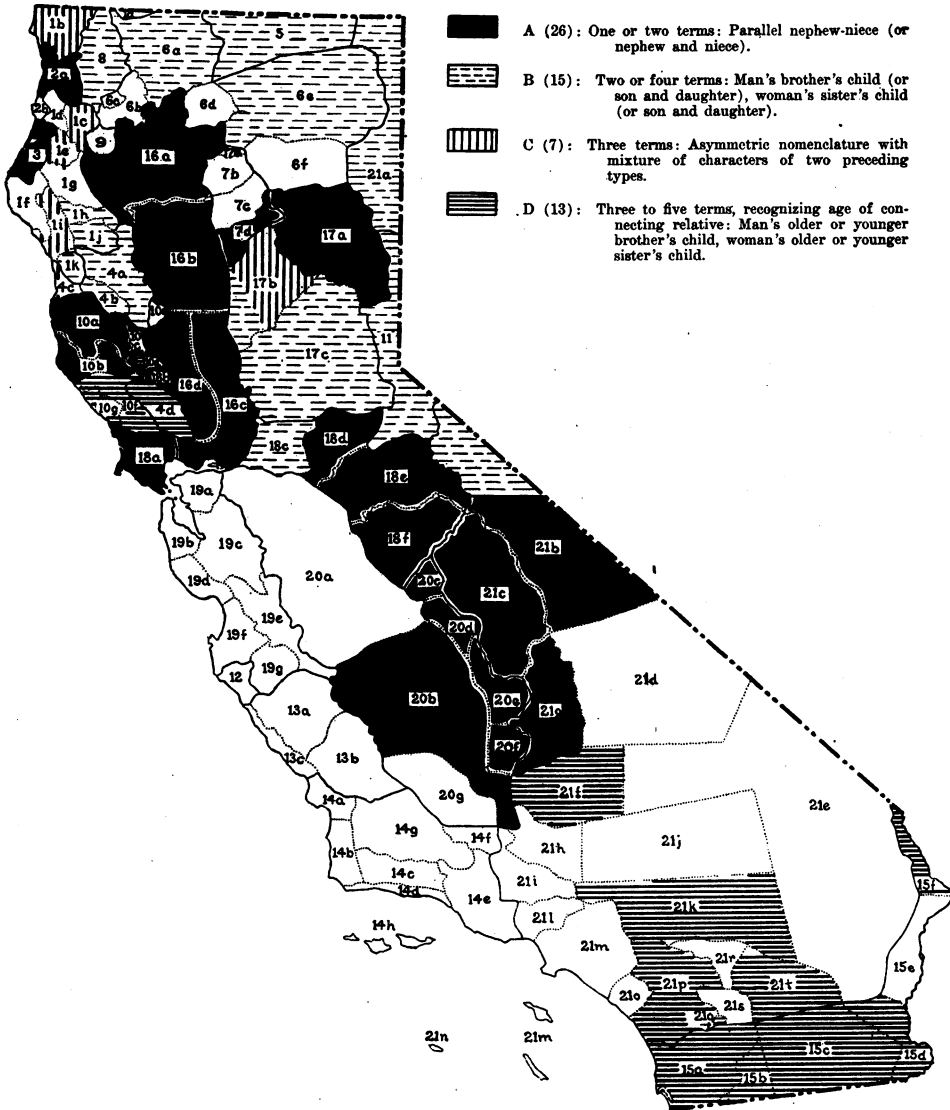 A (26): One or two terms: Parallel nephew-niece (or
nephew and niece).
B (15): Two or four terms: Man's brother's child (or
son and daughter), woman's sister's child
(or son and daughter).
C (7): Three terms: Asymmetric nomenclature with
mixture of characters of two preceding
types.
D (13): Three to five terms, recognizing age of con-
necting relative: Man's older or younger
brother's child, woman's older or younger
sister's child.
1b
5
8
6a
2a
6b
6d
6e
1c
9
3
16a
6f
7b
21a
1g
1f
7c
1h
1i
1j
7d
17a
16b
1k
4a
17b
4c
4b
10a
11
17c
10b
16d
16c
10g
4d
18a
18c
18d
18e
19a
18f
21b
19b
19c
20a
20c
21c
19d
20d
19e
19f
19g
12
20b
21d
13a
13b
13c
20f
20g
21f
14a
21e
14g
14f
21h
21j
14b
14c
21i
14d
14e
21k
15f
21l
14h
21m
21r
15e
21o
21p
21t
21s
21q
21n
21m
15a
15b
15c
15d